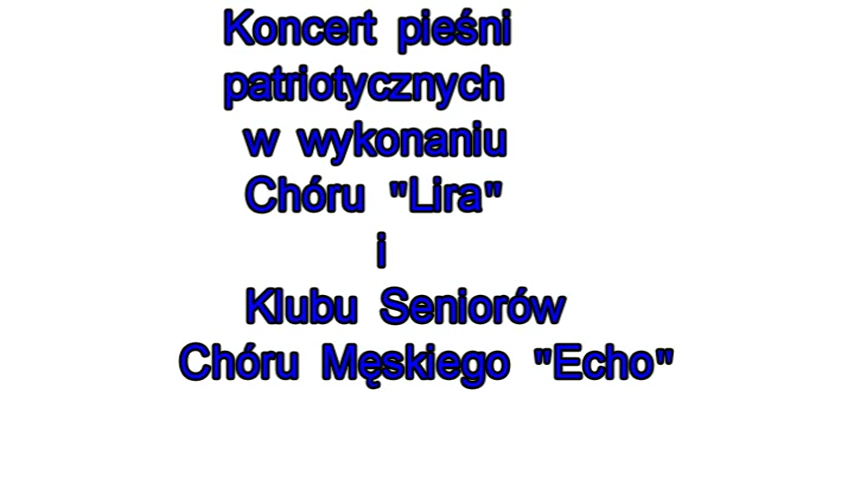 Koncert pieśni
patriotycznych
w wykonaniu
Chóru "Lira"
i
Klubu Seniorów
Chóru Męskiego "Echo"